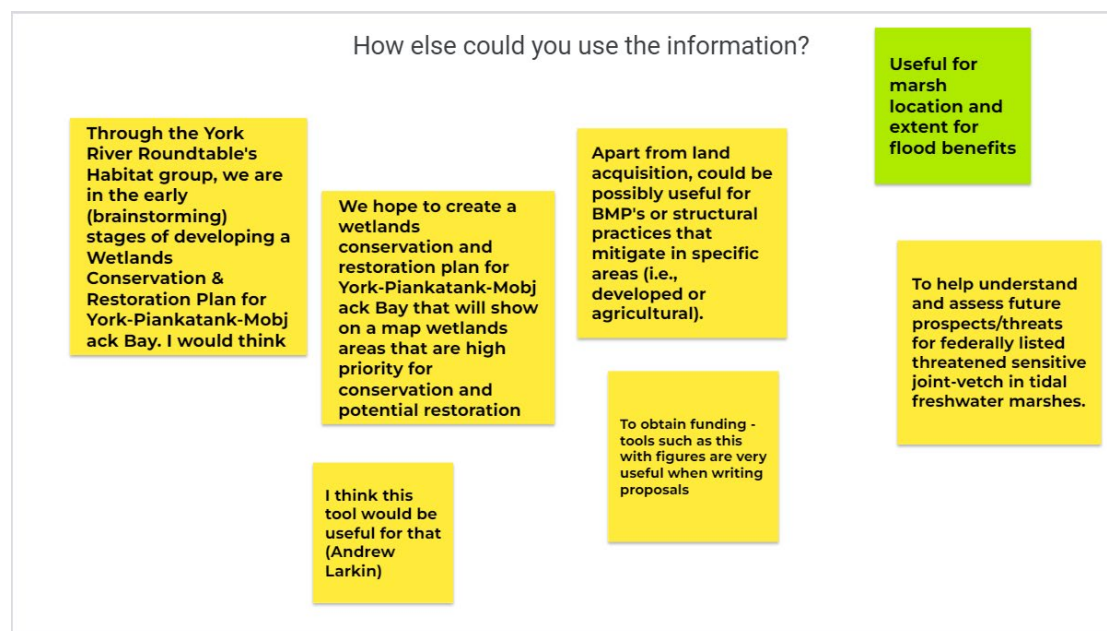 How else could you use the information?
Useful for
marsh
location and
extent for
flood benefits
Through the York
River Roundtable's
Habitat group, we are
in the early
(brainstorming)
stages of developing a
Wetlands
Conservation &
Restoration Plan for
York-Piankatank-Mobj
ack Bay. I would think
We hope to create a
wetlands
conservation and
restoration plan for
York-Piankatank-Mobj
ack Bay that will show
on a map wetlands
areas that are high
priority for
conservation and
potential restoration
Apart from land
acquisition, could be
possibly useful for
BMP's or structural
practices that
mitigate in specific
areas (i.e.,
developed or
agricultural).
To help understand
and assess future
prospects/threats
for federally listed
threatened sensitive
joint-vetch in tidal
freshwater marshes.
To obtain funding -
tools such as this
with figures are very
useful when writing
proposals
I think this
tool would be
useful for that
(Andrew
Larkin)